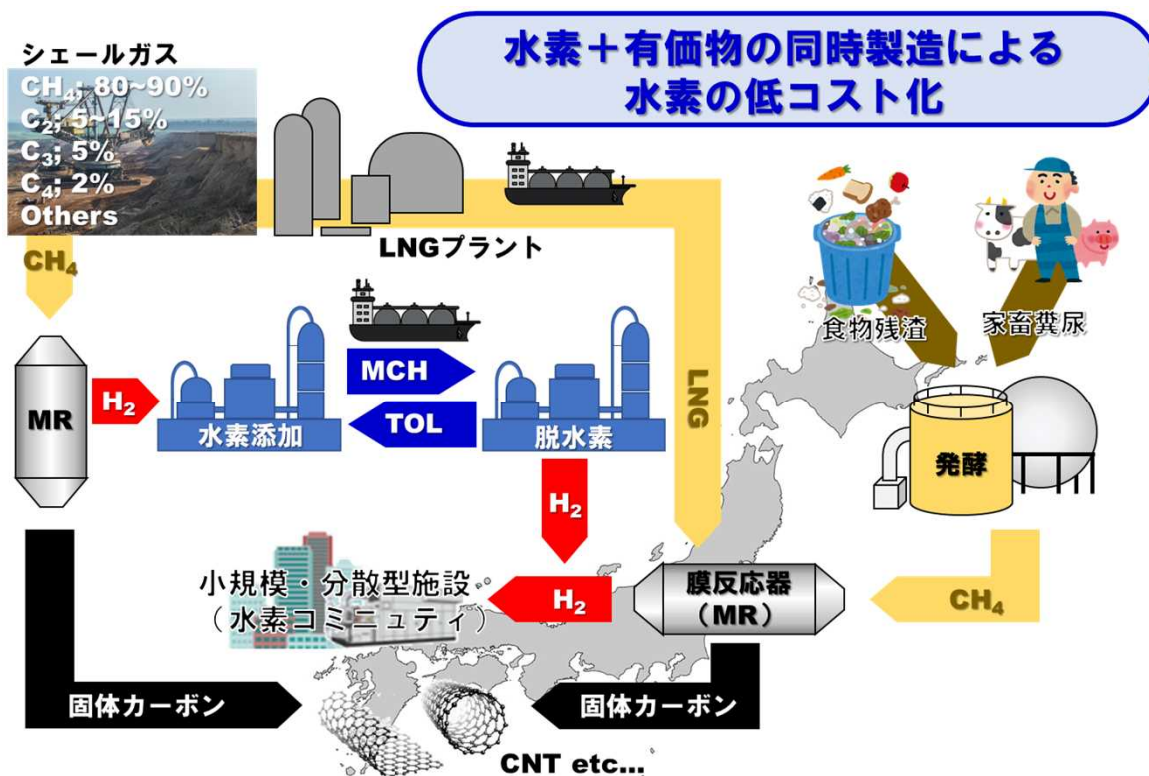 水素＋有価物の同時製造による
水素の低コスト化
シェールガス
CH₄; 80~90%
C₂; 5~15%
C₃; 5%
C₄; 2%
Others
LNGプラント
CH₄
MR
H₂
水素添加
MCH
TOL
脱水素
LNG
食物残渣
家畜糞尿
発酵
H₂
小規模・分散型施設
（水素コミニュティ）
H₂
膜反応器
（MR）
CH₄
固体カーボン
固体カーボン
CNT etc...